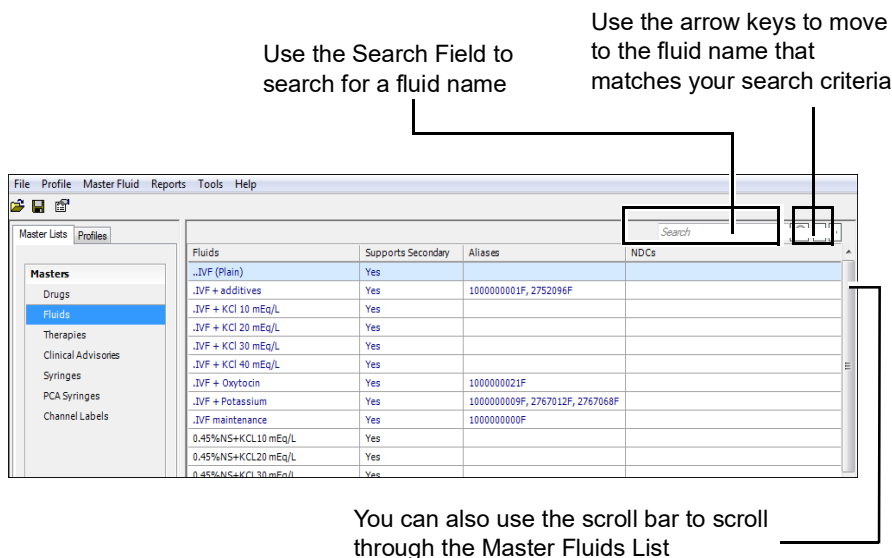 Use the arrow keys to move
to the fluid name that
matches your search criteria
Use the Search Field to
search for a fluid name
File Profile Master Fluid Reports Tools Help
Master Lists Profiles
Search
Fluids Supports Secondary Aliases NDCs
Masters
Drugs
Fluids
Therapies
Clinical Advisories
Syringes
PCA Syringes
Channel Labels
..IVF (Plain) Yes
.IVF + additives Yes 1000000001F, 2752096F
.IVF + KCl 10 mEq/L Yes
.IVF + KCl 20 mEq/L Yes
.IVF + KCl 30 mEq/L Yes
.IVF + KCl 40 mEq/L Yes
.IVF + Oxytocin Yes 1000000021F
.IVF + Potassium Yes 1000000009F, 2767012F, 2767068F
.IVF maintenance Yes 1000000000F
0.45%NS+KCL10 mEq/L Yes
0.45%NS+KCL20 mEq/L Yes
0.45%NS+KCL30 mEq/L Yes
You can also use the scroll bar to scroll
through the Master Fluids List